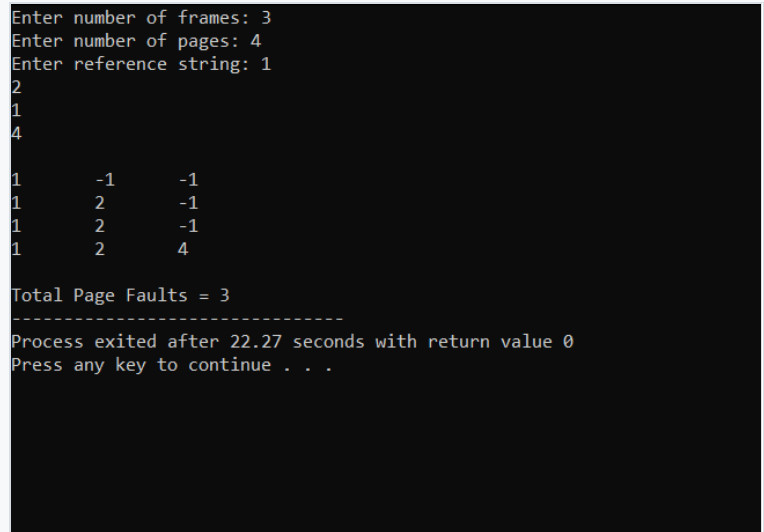 Enter number of frames: 3
Enter number of pages: 4
Enter reference string: 1
2
1
4
1 -1 -1
1 2 -1
1 2 -1
1 2 4
Total Page Faults = 3
--------------------------------
Process exited after 22.27 seconds with return value 0
Press any key to continue . . .